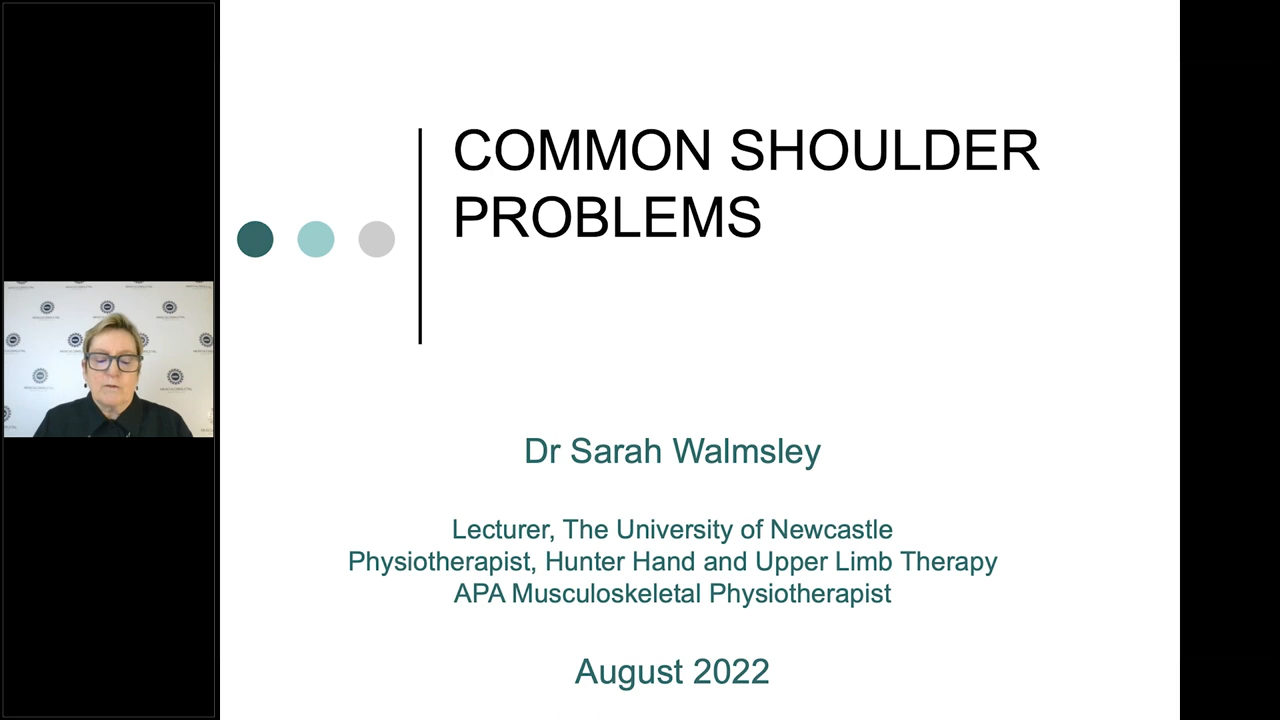 COMMON SHOULDER
PROBLEMS
Dr Sarah Walmsley
Lecturer, The University of Newcastle
Physiotherapist, Hunter Hand and Upper Limb Therapy
APA Musculoskeletal Physiotherapist
August 2022